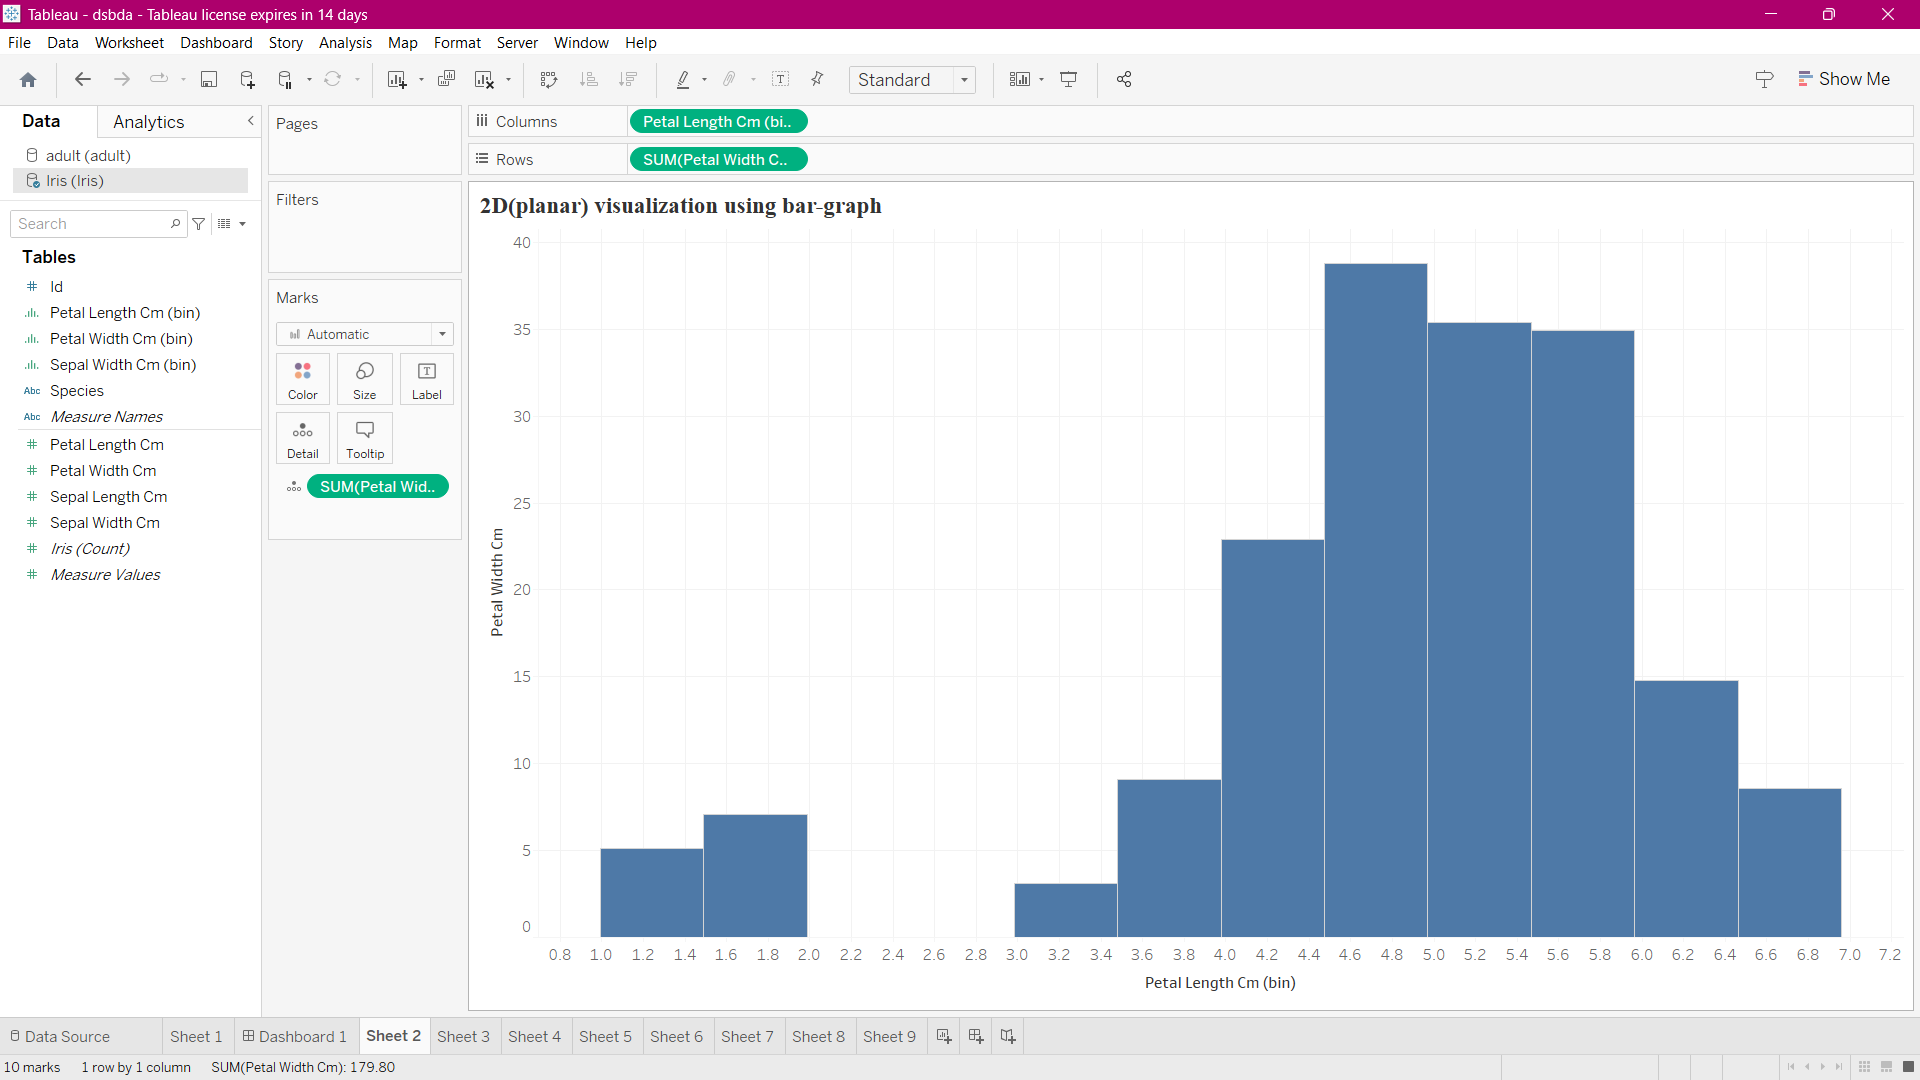 Tableau - dsbda - Tableau license expires in 14 days
File Data Worksheet Dashboard Story Analysis Map Format Server Window Help
Standard
Show Me
Data Analytics
adult (adult)
Iris (Iris)
Search
Tables
Id
Petal Length Cm (bin)
Petal Width Cm (bin)
Sepal Width Cm (bin)
Abc Species
Abc Measure Names
Petal Length Cm
Petal Width Cm
Sepal Length Cm
Sepal Width Cm
Iris (Count)
Measure Values
Pages
Filters
Marks
Automatic
Color Size Label
Detail Tooltip
SUM(Petal Wid..
Columns Petal Length Cm (bi..
Rows SUM(Petal Width C..
2D(planar) visualization using bar-graph
40
35
30
25
20
15
10
5
0
Petal Width Cm
0.8 1.0 1.2 1.4 1.6 1.8 2.0 2.2 2.4 2.6 2.8 3.0 3.2 3.4 3.6 3.8 4.0 4.2 4.4 4.6 4.8 5.0 5.2 5.4 5.6 5.8 6.0 6.2 6.4 6.6 6.8 7.0 7.2
Petal Length Cm (bin)
Data Source Sheet 1 Dashboard 1 Sheet 2 Sheet 3 Sheet 4 Sheet 5 Sheet 6 Sheet 7 Sheet 8 Sheet 9
10 marks 1 row by 1 column SUM(Petal Width Cm): 179.80